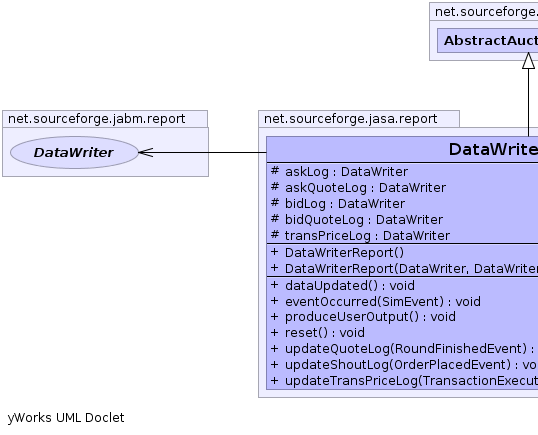 net.sourceforge.
AbstractAuct
net.sourceforge.jabm.report
DataWriter
net.sourceforge.jasa.report
DataWrite
# askLog : DataWriter
# askQuoteLog : DataWriter
# bidLog : DataWriter
# bidQuoteLog : DataWriter
# transPriceLog : DataWriter
+ DataWriterReport()
+ DataWriterReport(DataWriter, DataWriter
+ dataUpdated() : void
+ eventOccurred(SimEvent) : void
+ produceUserOutput() : void
+ reset() : void
+ updateQuoteLog(RoundFinishedEvent) :
+ updateShoutLog(OrderPlacedEvent) : vo
+ updateTransPriceLog(TransactionExecut
yWorks UML Doclet